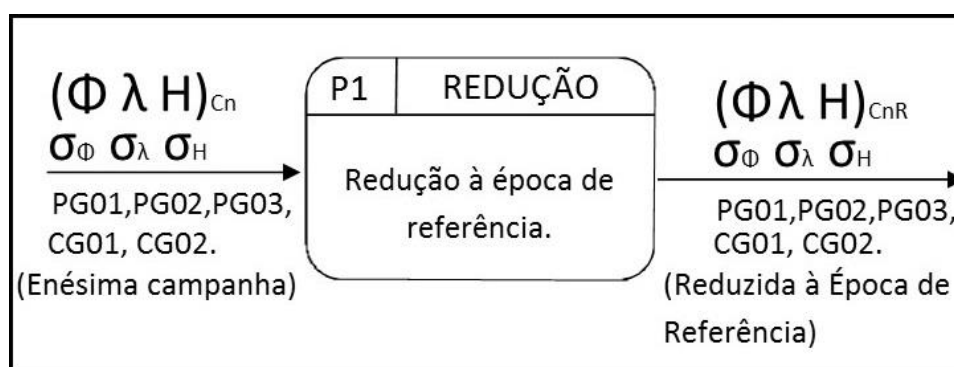 (Φ λ H)Cn
σΦ σλ σH
PG01,PG02,PG03,
CG01, CG02.
(Enésima campanha)
P1
REDUÇÃO
Redução à época de
referência.
(Φ λ H)CnR
σΦ σλ σH
PG01,PG02,PG03,
CG01, CG02.
(Reduzida à Época de
Referência)